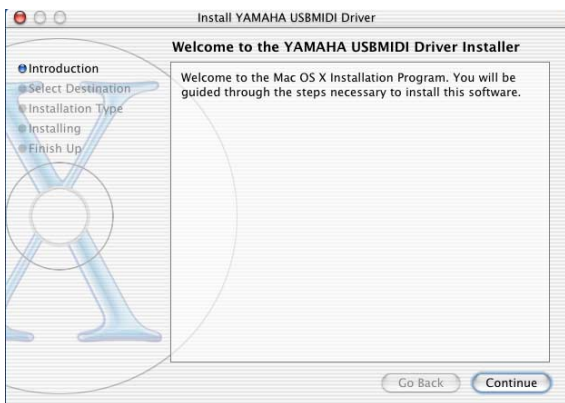 Install YAMAHA USBMIDI Driver
Welcome to the YAMAHA USBMIDI Driver Installer
Introduction
Select Destination
Installation Type
Installing
Finish Up
Welcome to the Mac OS X Installation Program. You will be
guided through the steps necessary to install this software.
Go Back
Continue